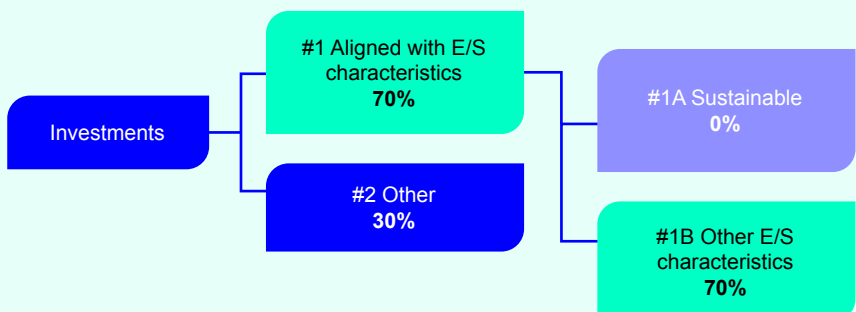 Investments
#1 Aligned with E/S
characteristics
70%
#2 Other
30%
#1A Sustainable
0%
#1B Other E/S
characteristics
70%